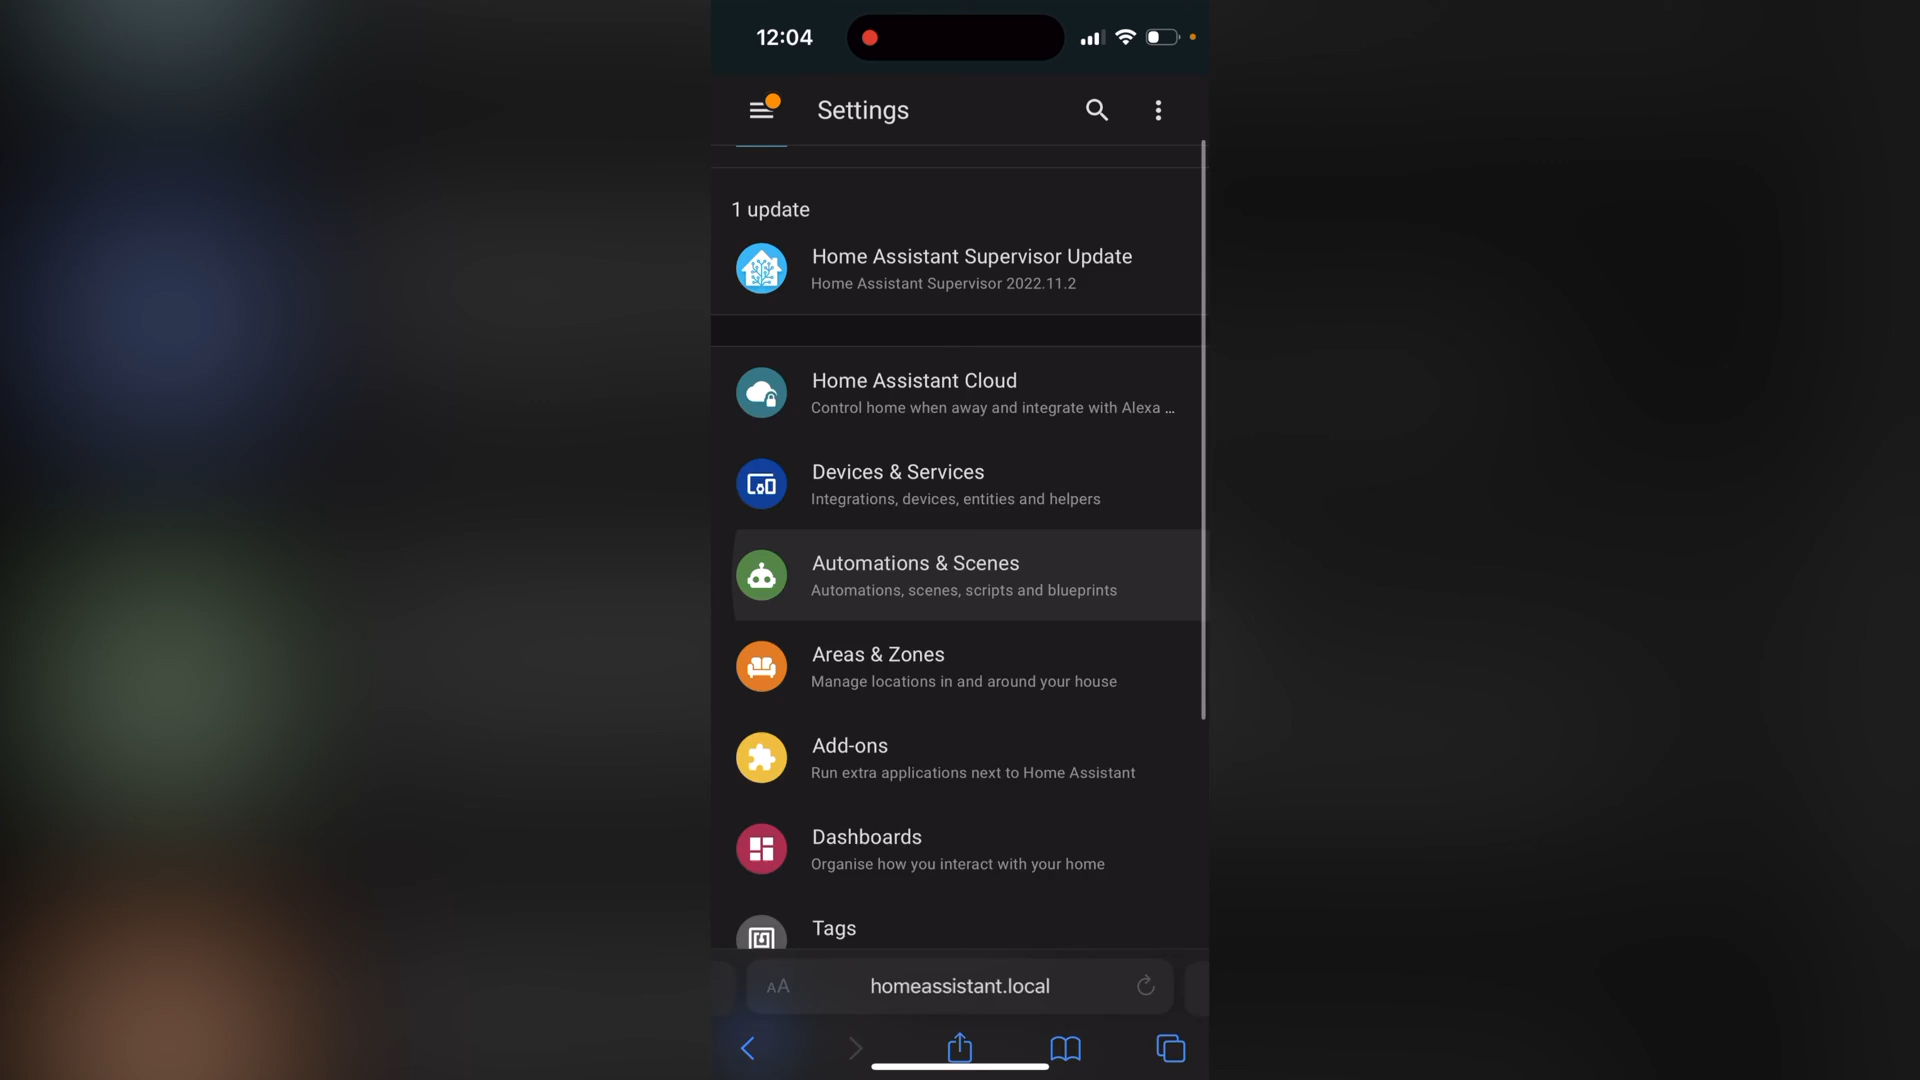 12:04
Settings
1 update
Home Assistant Supervisor Update
Home Assistant Supervisor 2022.11.2
Home Assistant Cloud
Control home when away and integrate with Alexa ...
Devices & Services
Integrations, devices, entities and helpers
Automations & Scenes
Automations, scenes, scripts and blueprints
Areas & Zones
Manage locations in and around your house
Add-ons
Run extra applications next to Home Assistant
Dashboards
Organise how you interact with your home
Tags
AA homeassistant.local